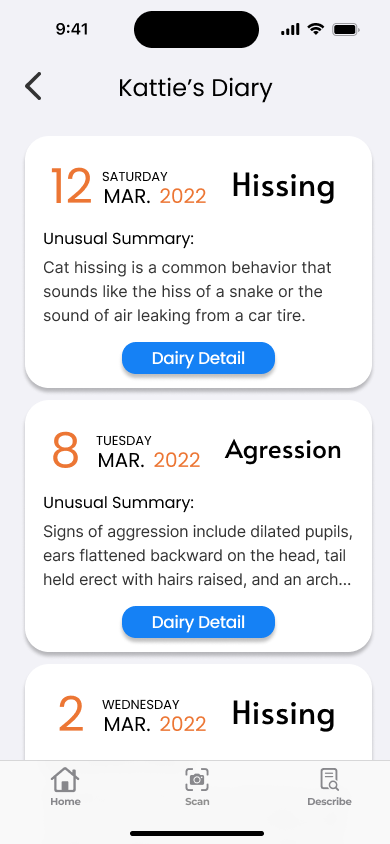 9:41
Kattie's Diary
12 SATURDAY MAR. 2022 Hissing
Unusual Summary:
Cat hissing is a common behavior that
sounds like the hiss of a snake or the
sound of air leaking from a car tire.
Dairy Detail
8 TUESDAY MAR. 2022 Agression
Unusual Summary:
Signs of aggression include dilated pupils,
ears flattened backward on the head, tail
held erect with hairs raised, and an arch...
Dairy Detail
2 WEDNESDAY MAR. 2022 Hissing
Home Scan Describe